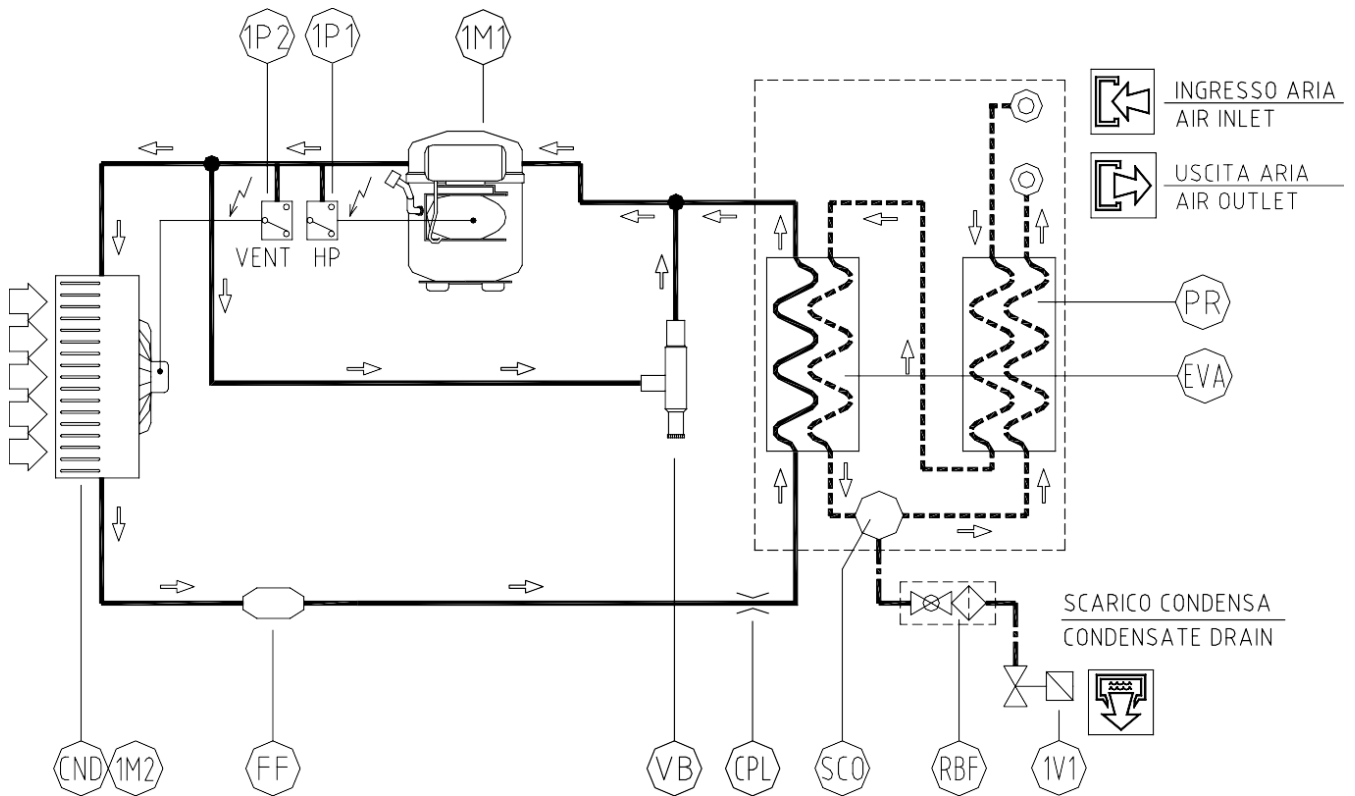 1P2
1P1
1M1
INGRESSO ARIA
AIR INLET
USCITA ARIA
AIR OUTLET
VENT
HP
PR
EVA
SCARICO CONDENSA
CONDENSATE DRAIN
CND
1M2
FF
VB
CPL
SCO
RBF
1V1